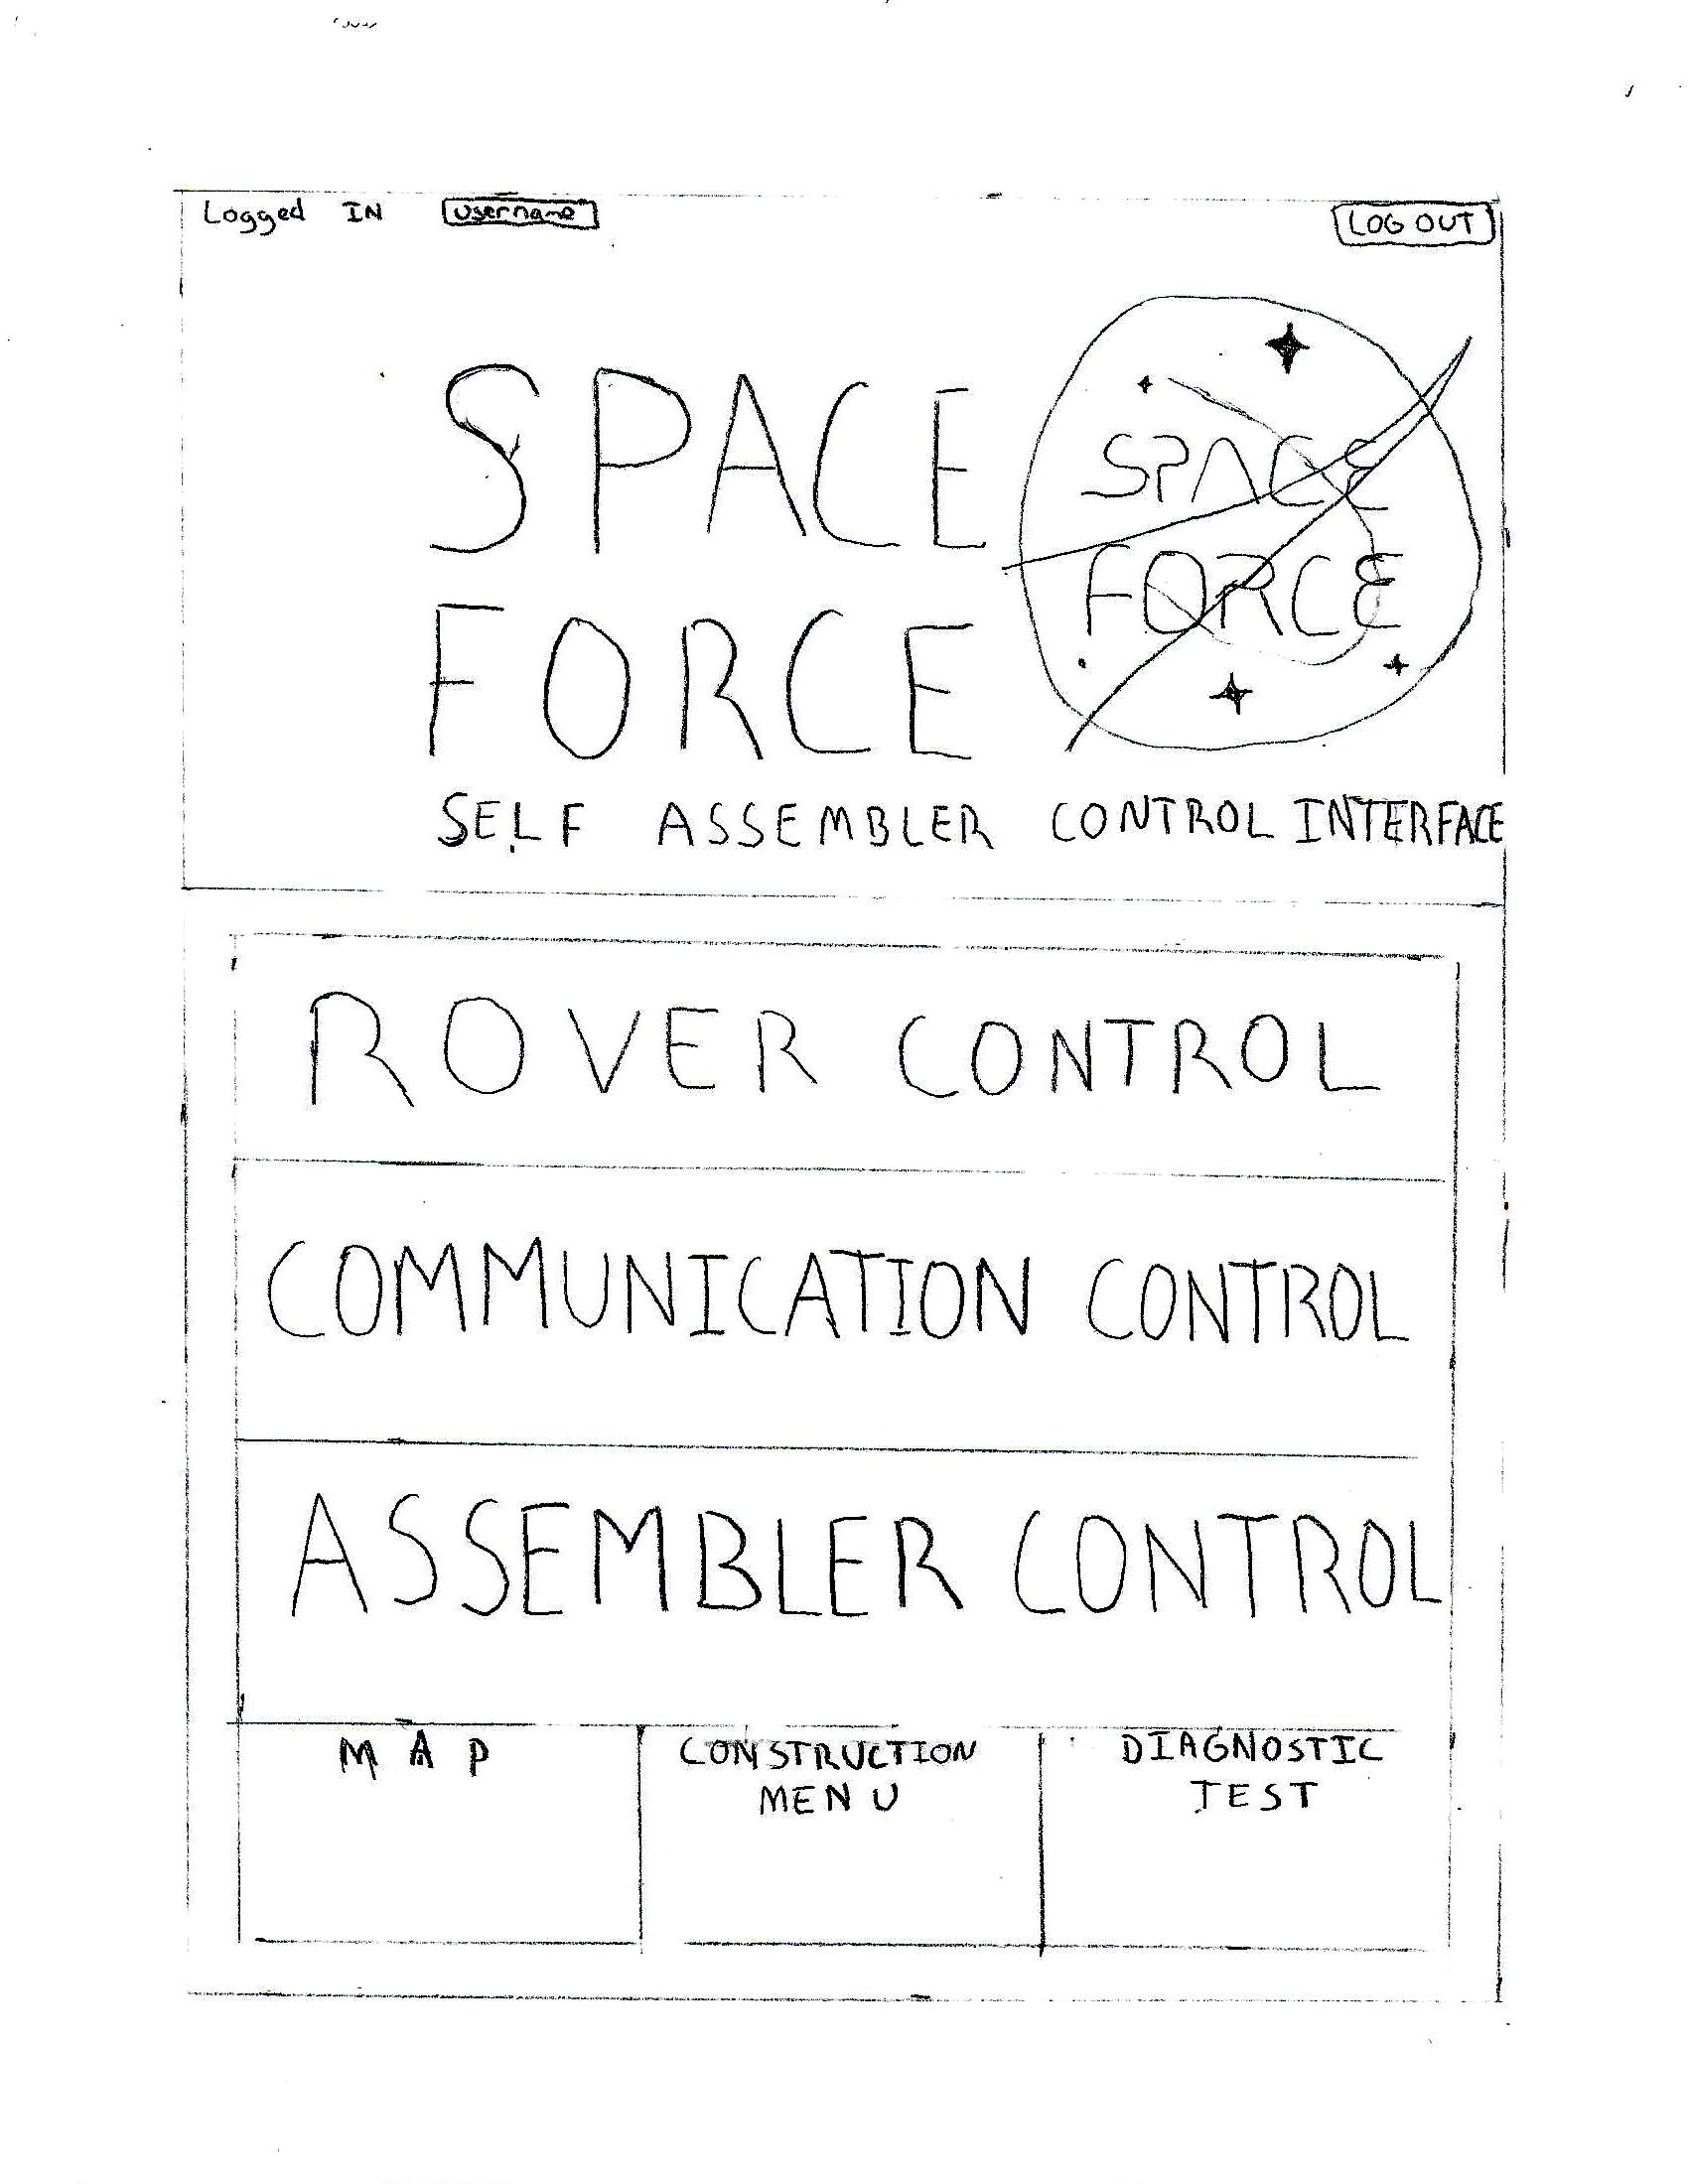 Logged IN username LOG OUT
SPACE
FORCE
SPACE
FORCE
SELF ASSEMBLER CONTROL INTERFACE
ROVER CONTROL
COMMUNICATION CONTROL
ASSEMBLER CONTROL
MAP
CONSTRUCTION
MENU
DIAGNOSTIC
TEST